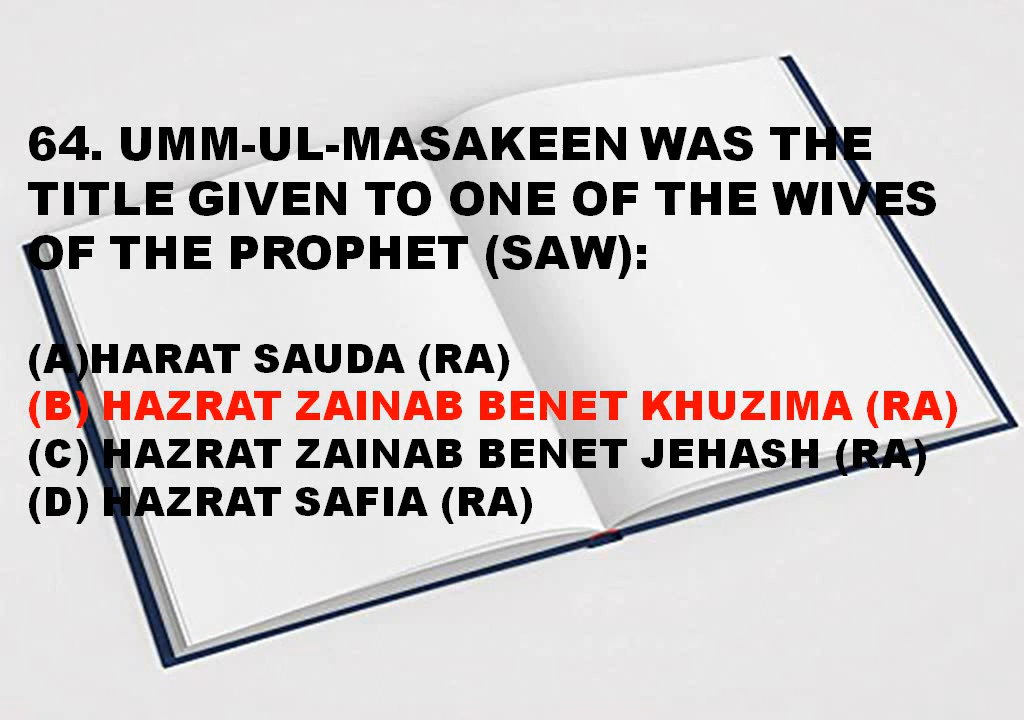 64. UMM-UL-MASAKEEN WAS THE
TITLE GIVEN TO ONE OF THE WIVES
OF THE PROPHET (SAW):
(A)HARAT SAUDA (RA)
(B) HAZRAT ZAINAB BENET KHUZIMA (RA)
(C) HAZRAT ZAINAB BENET JEHASH (RA)
(D) HAZRAT SAFIA (RA)